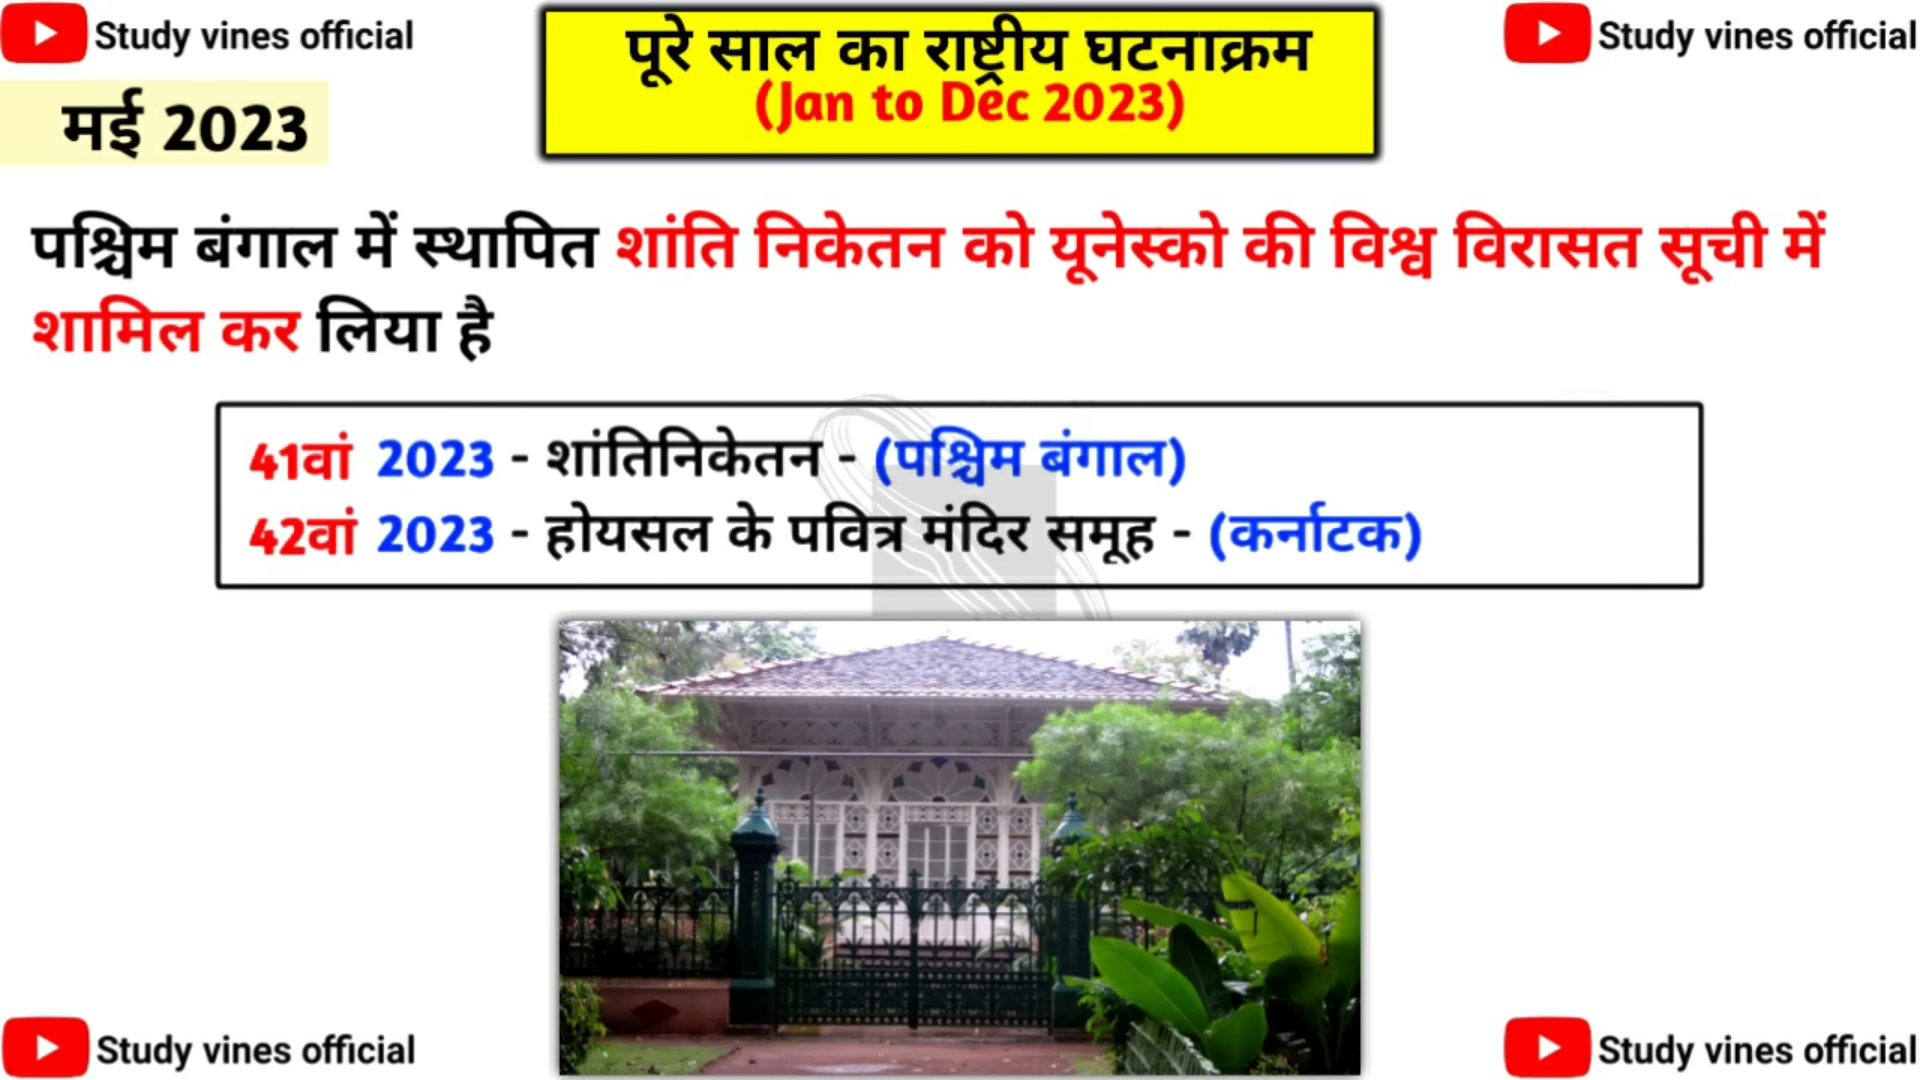 Study vines official
पूरे साल का राष्ट्रीय घटनाक्रम
Study vines official
(Jan to Dec 2023)
मई 2023
पश्चिम बंगाल में स्थापित शांति निकेतन को यूनेस्को की विश्व विरासत सूची में
शामिल कर लिया है
41वां 2023 - शांतिनिकेतन - (पश्चिम बंगाल)
42वां 2023 - होयसल के पवित्र मंदिर समूह - (कर्नाटक)
Study vines official
Study vines official